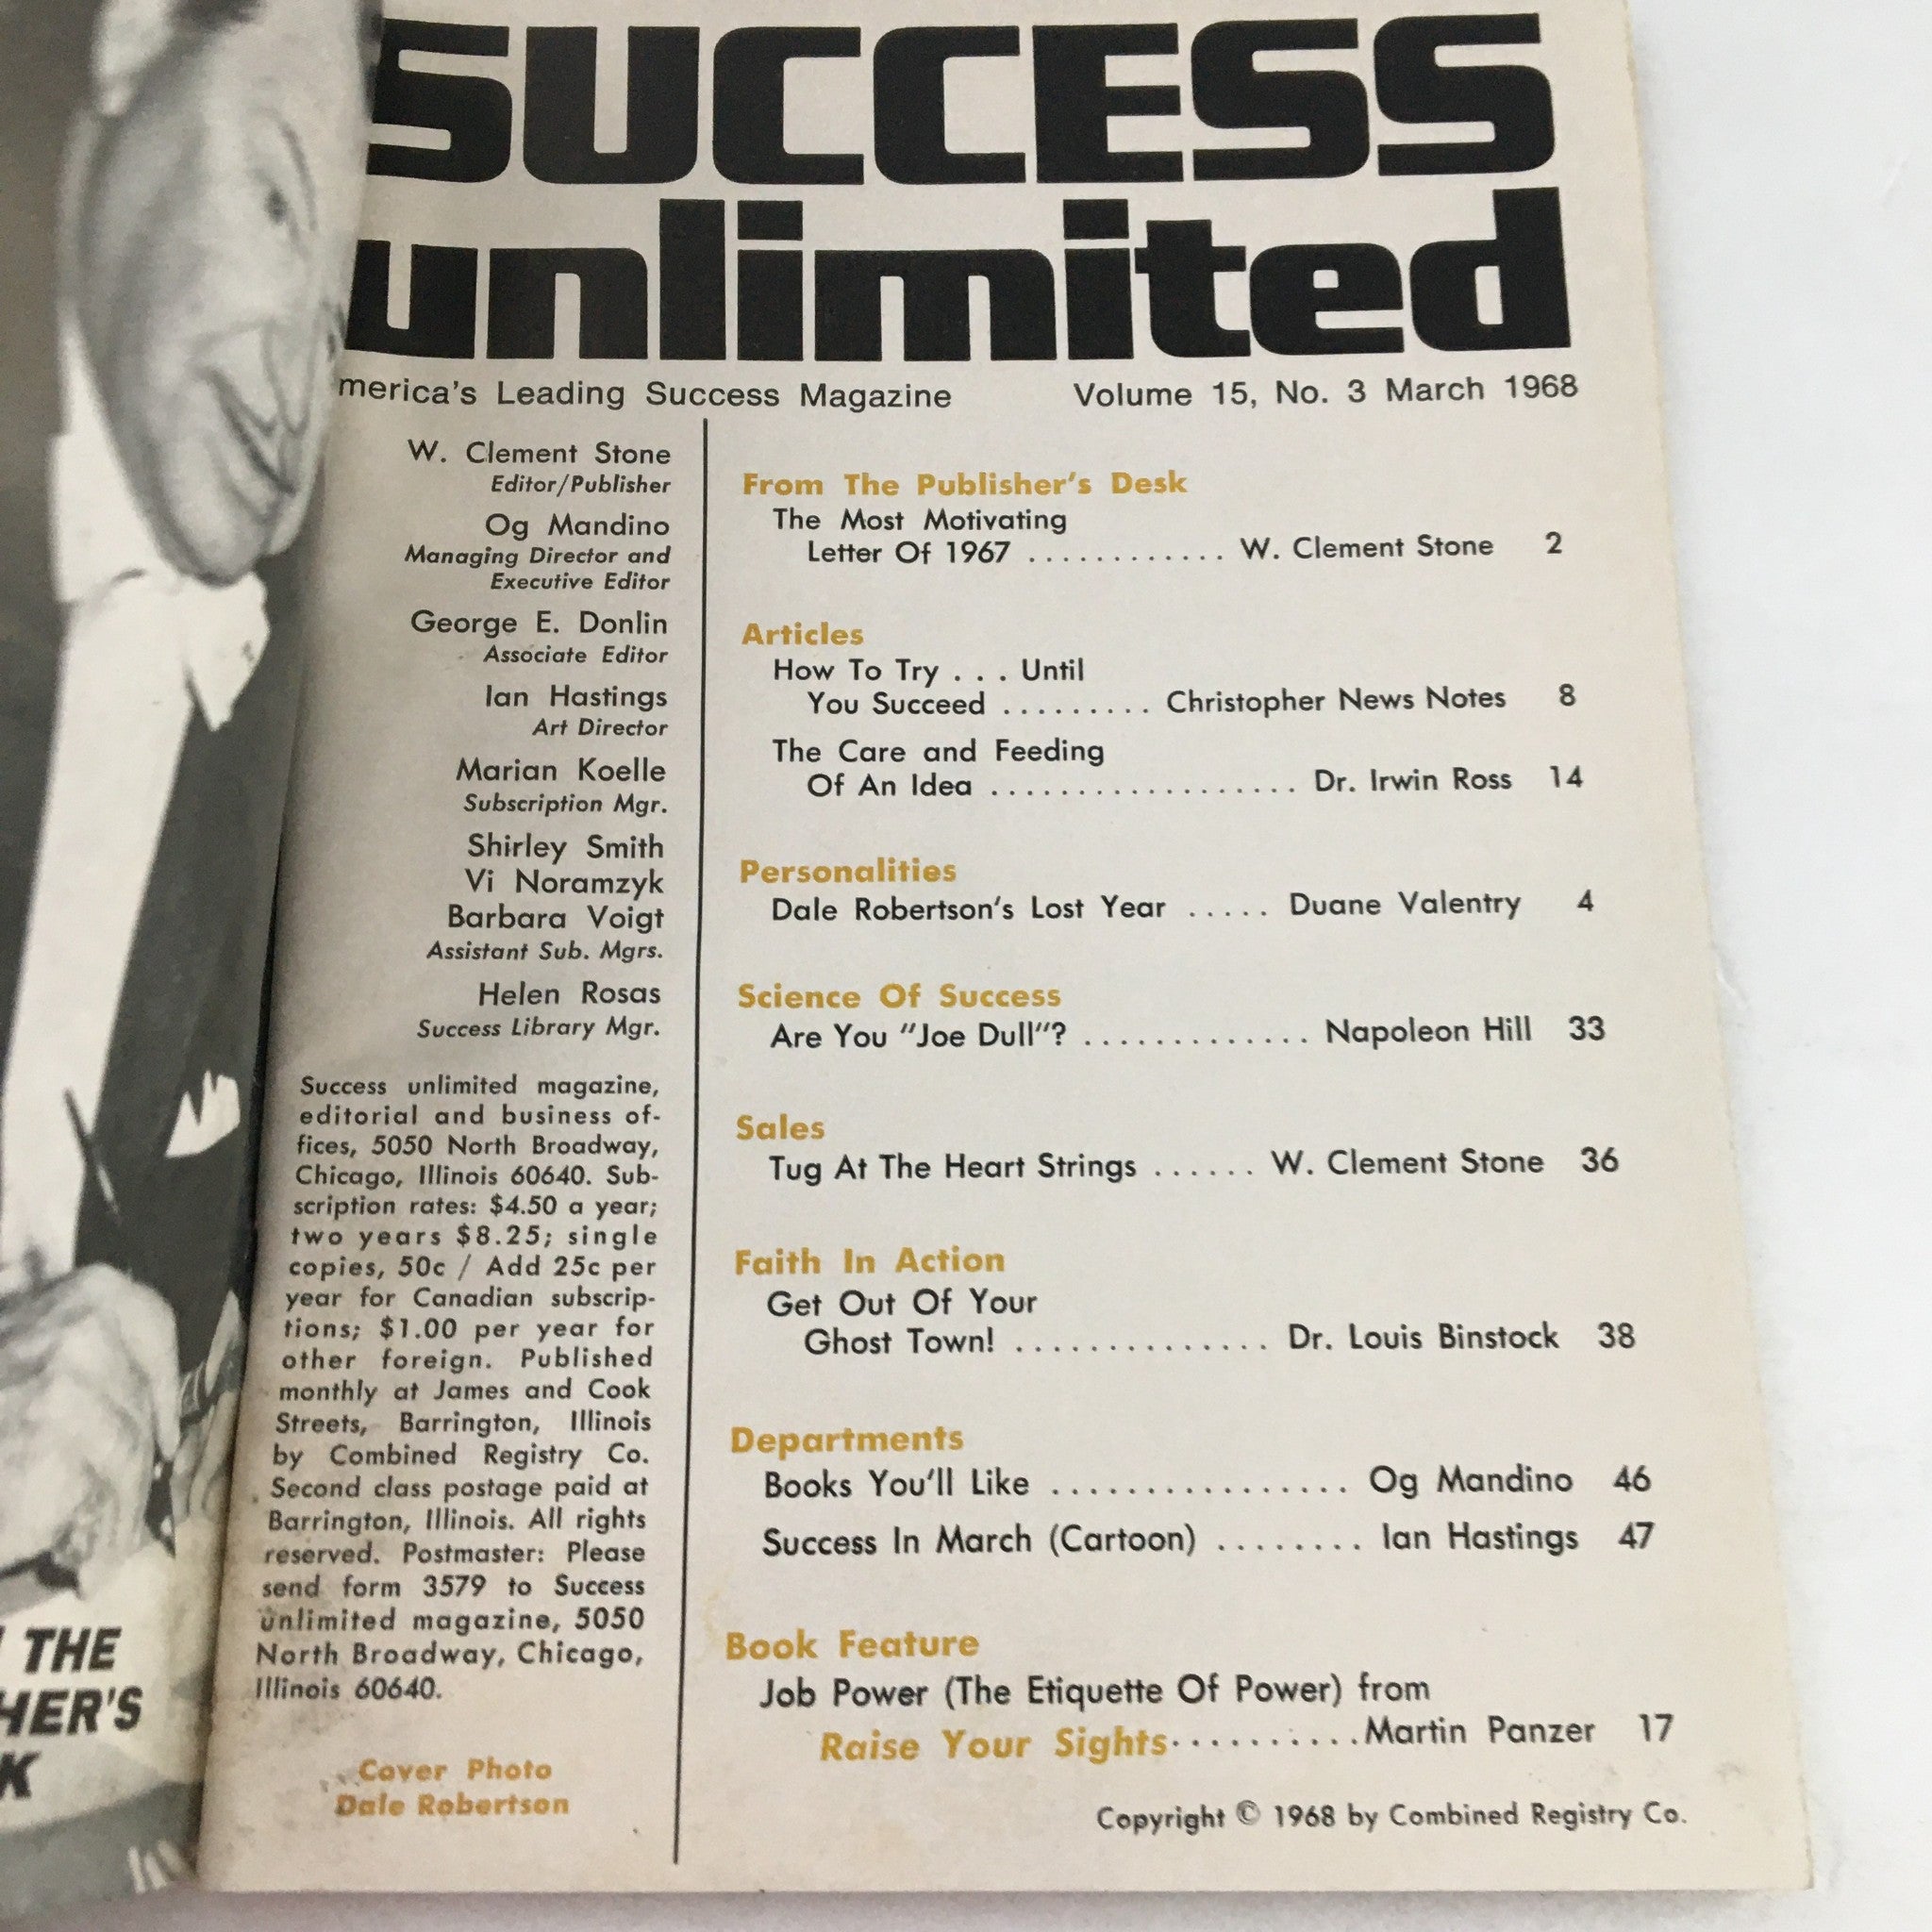 SUCCESS
unlimited
merica's Leading Success Magazine Volume 15, No. 3 March 1968
W. Clement Stone
Editor/Publisher
Og Mandino
Managing Director and
Executive Editor
George E. Donlin
Associate Editor
Ian Hastings
Art Director
Marian Koelle
Subscription Mgr.
Shirley Smith
Vi Noramzyk
Barbara Voigt
Assistant Sub. Mgrs.
Helen Rosas
Success Library Mgr.
Success unlimited magazine,
editorial and business of-
fices, 5050 North Broadway,
Chicago, Illinois 60640. Sub-
scription rates: $4.50 a year;
two years $8.25; single
copies, 50c / Add 25c per
year for Canadian subscrip-
tions; $1.00 per year for
other foreign. Published
monthly at James and Cook
Streets, Barrington, Illinois
by Combined Registry Co.
Second class postage paid at
Barrington, Illinois. All rights
reserved. Postmaster: Please
send form 3579 to Success
unlimited magazine, 5050
North Broadway, Chicago,
Illinois 60640.
Cover Photo
Dale Robertson
From The Publisher's Desk
The Most Motivating
Letter Of 1967 ............ W. Clement Stone 2
Articles
How To Try . . . Until
You Succeed ......... Christopher News Notes 8
The Care and Feeding
Of An Idea .................. Dr. Irwin Ross 14
Personalities
Dale Robertson's Lost Year ..... Duane Valentry 4
Science Of Success
Are You "Joe Dull"? ............. Napoleon Hill 33
Sales
Tug At The Heart Strings ...... W. Clement Stone 36
Faith In Action
Get Out Of Your
Ghost Town! .............. Dr. Louis Binstock 38
Departments
Books You'll Like ................ Og Mandino 46
Success In March (Cartoon) ........ Ian Hastings 47
Book Feature
Job Power (The Etiquette Of Power) from
Raise Your Sights.......... Martin Panzer 17
Copyright © 1968 by Combined Registry Co.
THE
HER'S
K